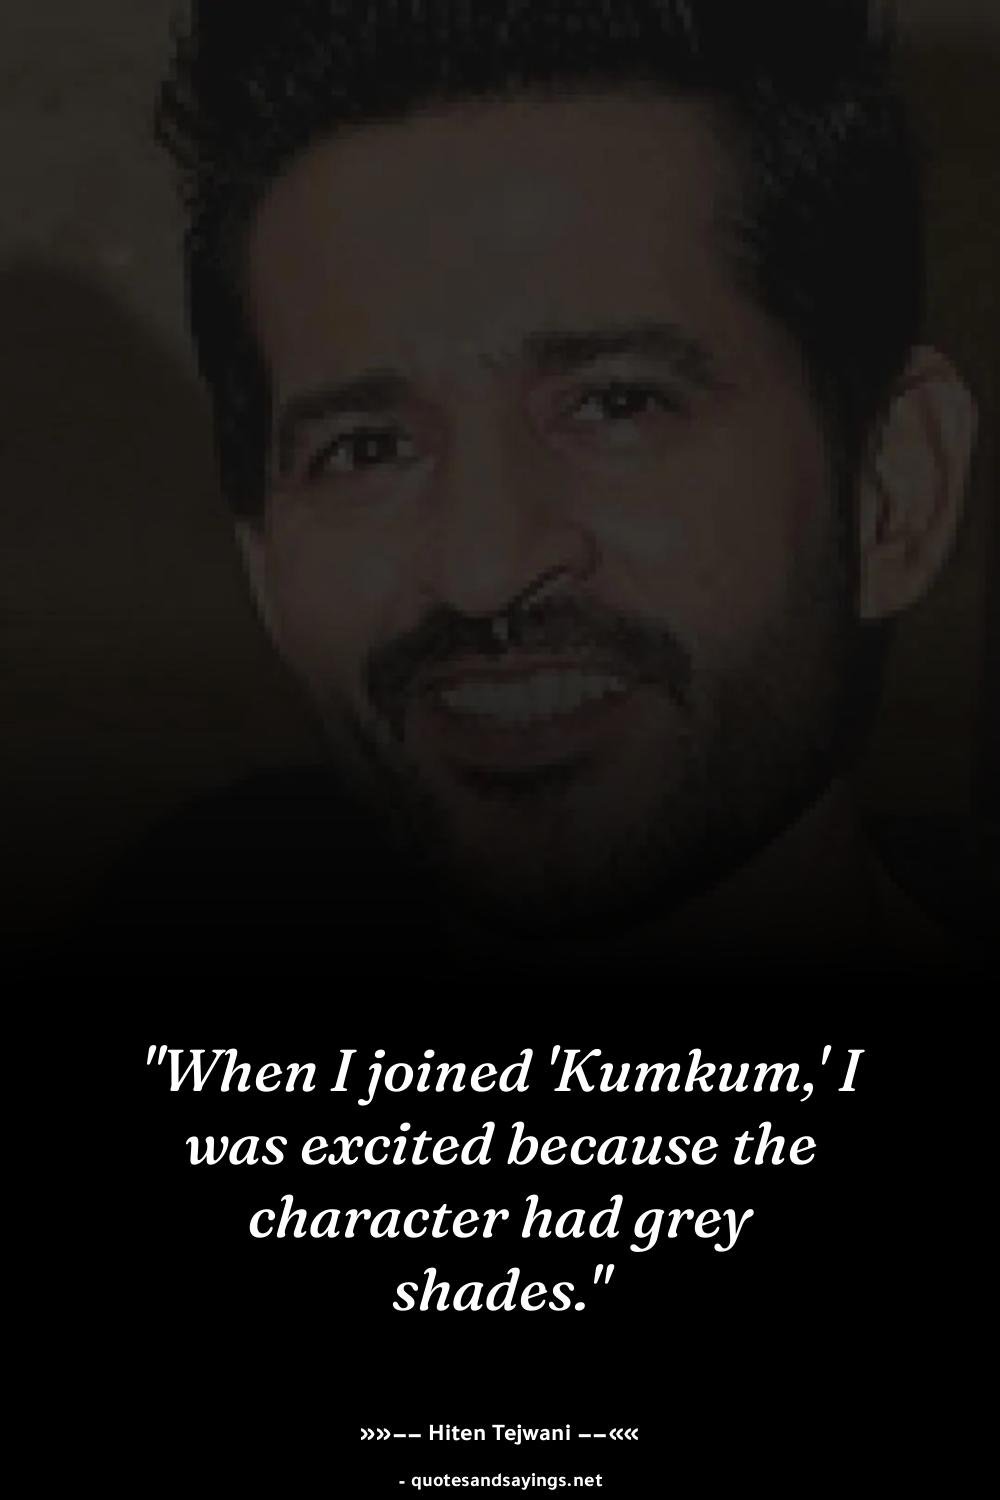 "When I joined 'Kumkum,' I
was excited because the
character had grey
shades."
»»—— Hiten Tejwani ——««
- quotesandsayings.net